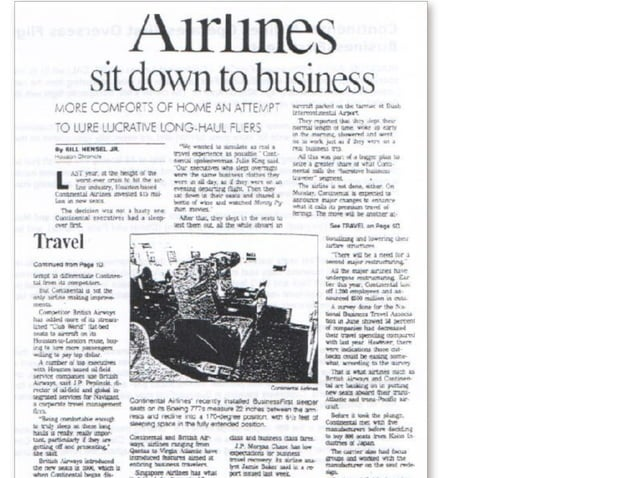 Airlines
sit down to business
MORE COMFORTS OF HOME AN ATTEMPT
TO LURE LUCRATIVE LONG-HAUL FLIERS
By BILL HENSEL JR.
Houston Chronicle
LAST year, at the height of the
worst-ever crisis to hit the air-
line industry, Houston-based
Continental Airlines invested $15 mil-
lion in new seats.
The decision was not a hasty one:
Continental executives had a sleep-
over first.
"We wanted to simulate as real a
travel experience as possible," Conti-
nental spokeswoman Julie King said.
"Our executives who slept overnight
wore the same business clothes they
wore in all day, as if they were on an
evening departing flight. Then they
sat down in their seats and shared a
bottle of wine and watched Monty Py-
thon movies."
After that, they slept in the seats to
test them out, all the while aboard an
aircraft parked on the tarmac at Bush
Intercontinental Airport.
They reported that they slept their
normal length of time, woke up early
in the morning, showered and went
on to work just as if they were on a
real business trip.
All this was part of a bigger plan to
seize a greater share of what Conti-
nental calls the "lucrative business
traveler" segment.
The airline is not done, either. On
Monday, Continental is expected to
announce major changes to enhance
what it calls its premium travel of-
ferings. The move will be another at-
See TRAVEL on Page 6D.
Travel
Continued from Page 1D.
tempt to differentiate Continen-
tal from its competitors.
But Continental is not the
only airline making improve-
ments.
Competitor British Airways
has added more of its stream-
lined "Club World" flat-bed
seats to aircraft on its
Houston-to-London route, hop-
ing to lure more passengers
willing to pay top dollar.
A number of top executives
with Houston-based oil field
service companies use British
Airways, said J.P.
rector of oil-field and global in-
tegrated services for Navigant,
a corporate travel management
firm.
"Being comfortable enough
to truly sleep on these long
hauls is really, really impor-
tant, particularly if they are
getting off and presenting,"
she said.
British Airways introduced
the new seats in 2000, which is
when Continental began
Continental Airlines
Continental Airlines' recently installed BusinessFirst sleeper
seats on its Boeing 777s measure 22 inches between the arm-
rests and recline into a 170-degree position, with 6½ feet of
sleeping space in the fully extended position.
Continental and British Air-
ways, airlines ranging from
Qantas to Virgin Atlantic have
introduced features aimed at
enticing business travelers.
Singapore Airlines has what
class and business class fares.
J.P. Morgan Chase has low
expectations for business
travel recovery. Its airline ana-
lyst Jamie Baker said in a re-
port issued last week.
formalizing and lowering their
airfare structures
"There will be a need for a
second major restructuring."
All the major airlines have
undergone restructuring. Ear-
lier this year, Continental laid
off 1,200 employees and an-
nounced $500 million in cuts.
A survey done for the Na-
tional Business Travel Associa-
tion in June showed 54 percent
of companies had decreased
their travel spending compared
with last year. However, there
were indications those cut-
backs could be easing some-
what, according to the survey.
That is what airlines such as
British Airways and Continen-
tal are banking on in putting
new seats aboard their trans-
Atlantic and trans-Pacific air-
craft.
Before it took the plunge,
Continental met with five
manufacturers before deciding
to buy 800 seats from Koito In-
dustries of Japan.
The carrier also had focus
groups and worked with the
manufacturer on the seat rede-
sign.